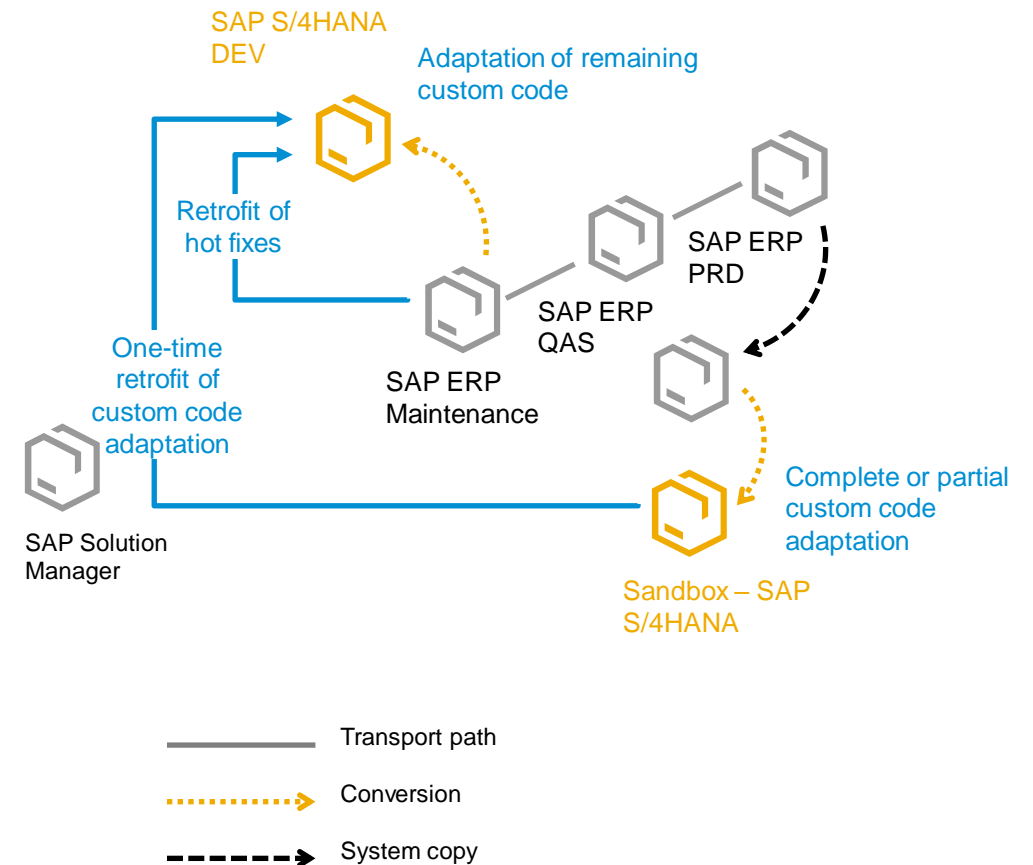 SAP S/4HANA
DEV
Adaptation of remaining
custom code
Retrofit of
hot fixes
SAP ERP
PRD
SAP ERP
QAS
One-time
retrofit of
custom code
adaptation
SAP ERP
Maintenance
Complete or partial
custom code
adaptation
SAP Solution
Manager
Sandbox – SAP
S/4HANA
Transport path
Conversion
System copy